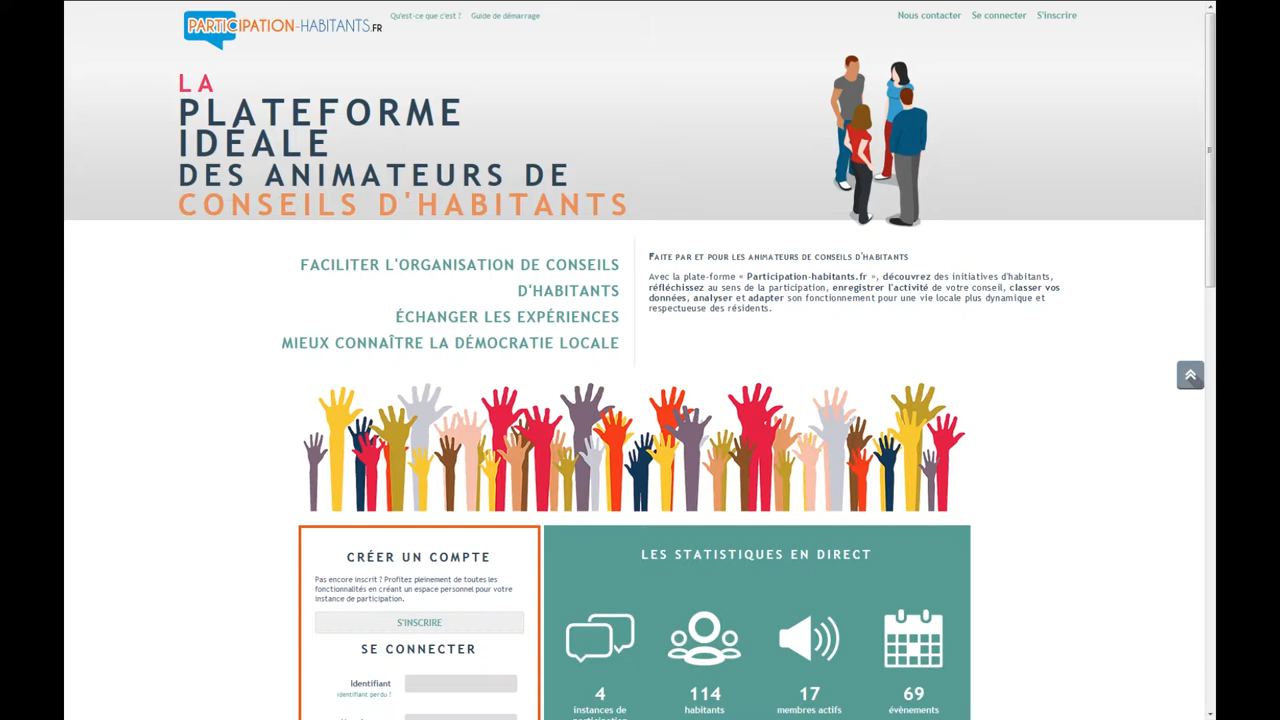 PARTICIPATION-HABITANTS.FR
Qu'est-ce que c'est ? Guide de démarrage
Nous contacter Se connecter S'inscrire
LA
PLATEFORME
IDEALE
DES ANIMATEURS DE
CONSEILS D'HABITANTS
FACILITER L'ORGANISATION DE CONSEILS
D'HABITANTS
ÉCHANGER LES EXPÉRIENCES
MIEUX CONNAÎTRE LA DÉMOCRATIE LOCALE
FAITE PAR ET POUR LES ANIMATEURS DE CONSEILS D'HABITANTS
Avec la plate-forme « Participation-habitants.fr », découvrez des initiatives d'habitants,
réfléchissez au sens de la participation, enregistrer l'activité de votre conseil, classer vos
données, analyser et adapter son fonctionnement pour une vie locale plus dynamique et
respectueuse des résidents.
CRÉER UN COMPTE
Pas encore inscrit ? Profitez pleinement de toutes les
fonctionnalités en créant un espace personnel pour votre
instance de participation.
S'INSCRIRE
SE CONNECTER
Identifiant
Identifiant perdu ?
LES STATISTIQUES EN DIRECT
4 114 17 69
instances de habitants membres actifs évènements